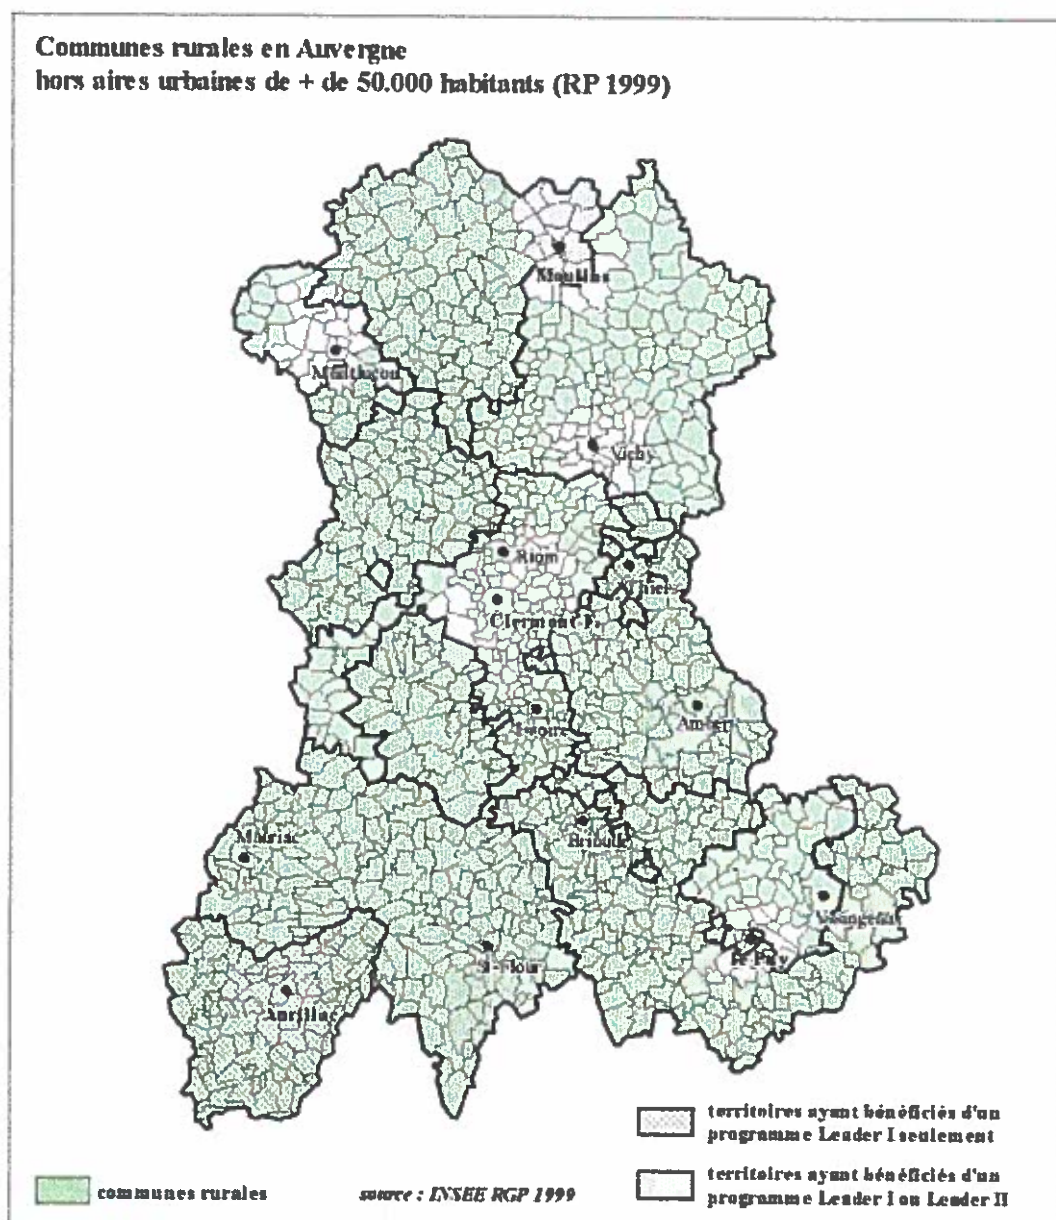 Communes rurales en Auvergne
hors aires urbaines de + de 50.000 habitants (RP 1999)
Moulins
Montluçon
Vichy
Riom
Thiers
Clermont-F.
Ambert
Issoire
Mauriac
Brioude
Yssingeaux
le Puy
St-Flour
Aurillac
territoires ayant bénéficiés d'un
programme Leader I seulement
territoires ayant bénéficiés d'un
programme Leader I ou Leader II
communes rurales
source : INSEE RGP 1999